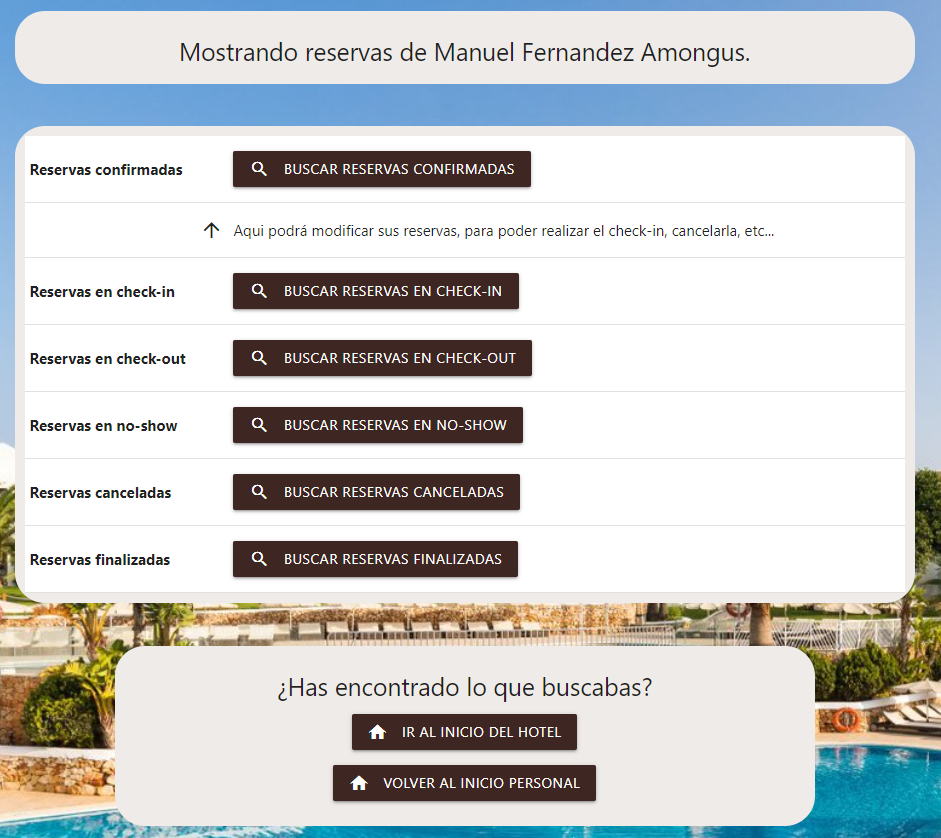 Mostrando reservas de Manuel Fernandez Amongus.
Reservas confirmadas BUSCAR RESERVAS CONFIRMADAS
Aqui podrá modificar sus reservas, para poder realizar el check-in, cancelarla, etc...
Reservas en check-in BUSCAR RESERVAS EN CHECK-IN
Reservas en check-out BUSCAR RESERVAS EN CHECK-OUT
Reservas en no-show BUSCAR RESERVAS EN NO-SHOW
Reservas canceladas BUSCAR RESERVAS CANCELADAS
Reservas finalizadas BUSCAR RESERVAS FINALIZADAS
¿Has encontrado lo que buscabas?
IR AL INICIO DEL HOTEL
VOLVER AL INICIO PERSONAL